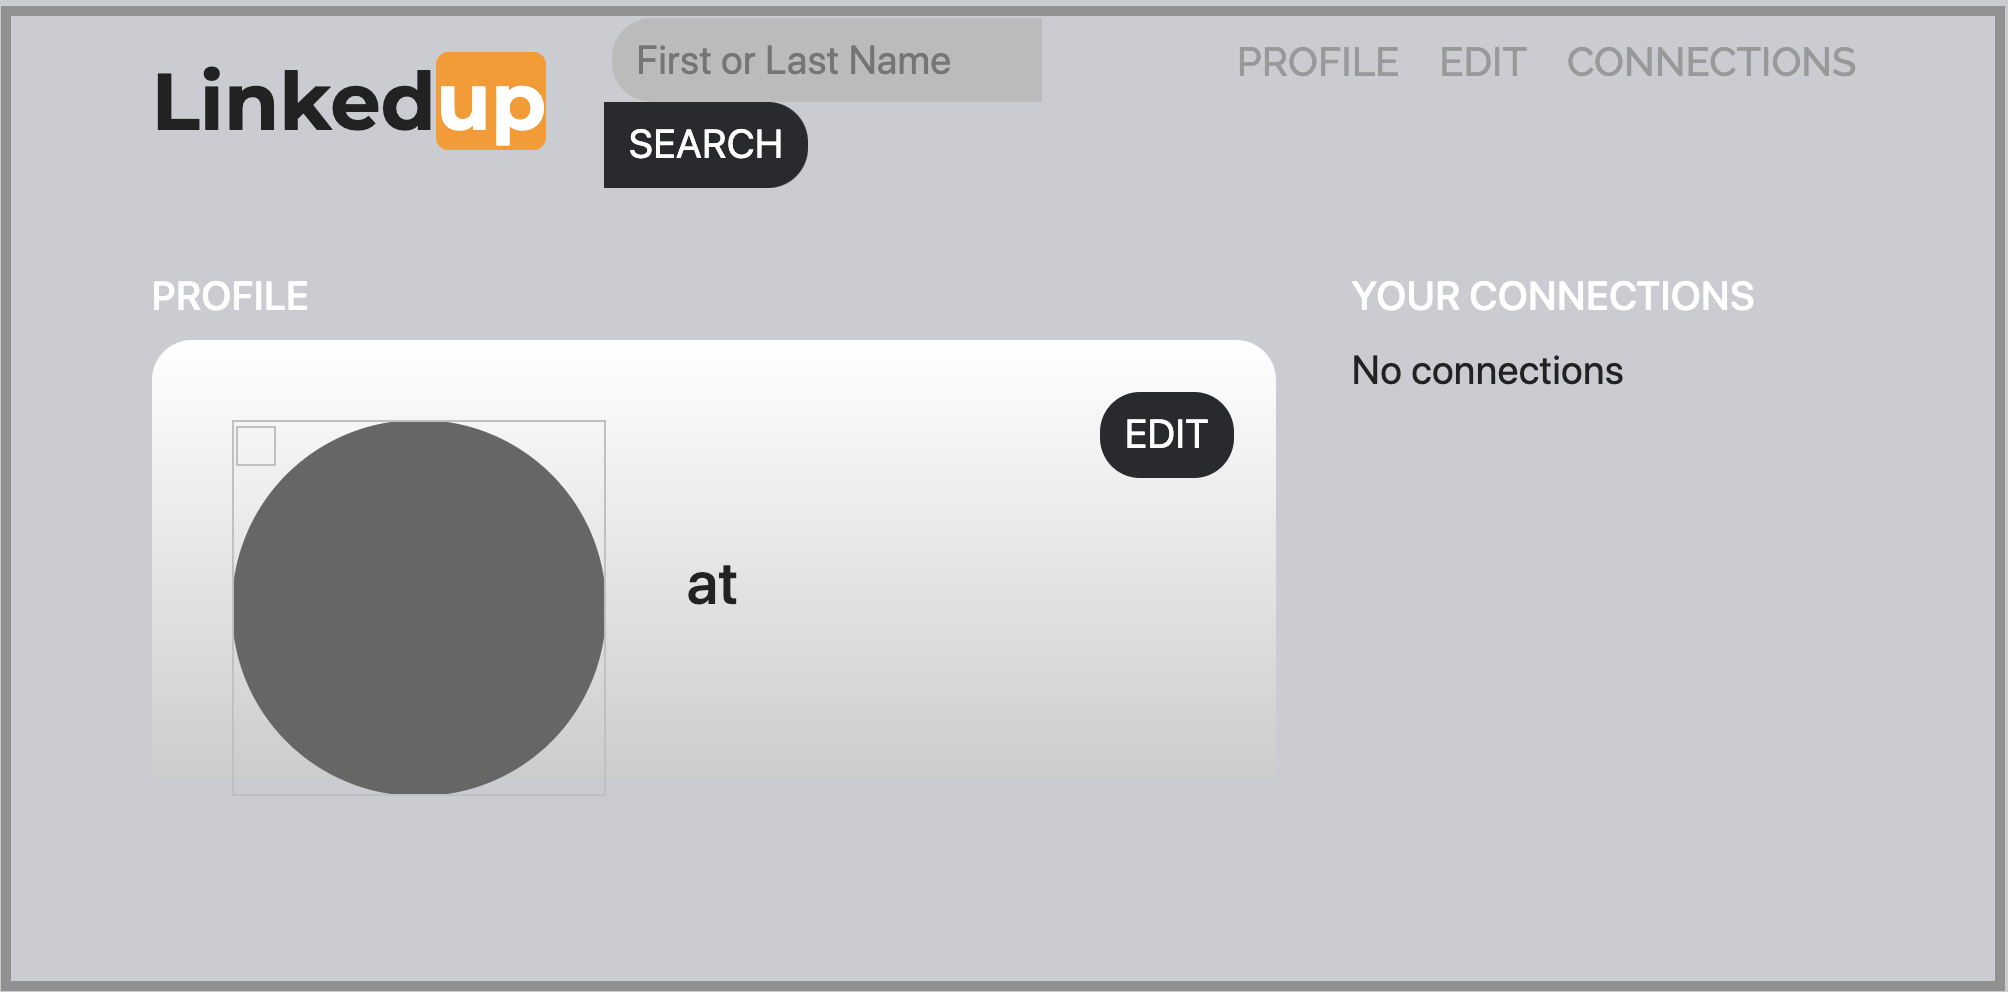 Linkedup
First or Last Name
SEARCH
PROFILE EDIT CONNECTIONS
PROFILE
EDIT
at
YOUR CONNECTIONS
No connections